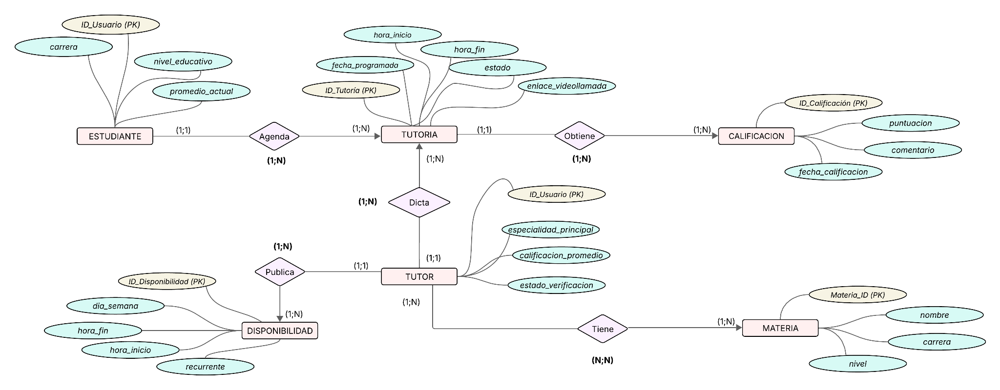 ID_Usuario (PK)
carrera
nivel_educativo
promedio_actual
ESTUDIANTE
(1;1)
Agenda
(1;N)
(1;N)
hora_inicio
hora_fin
fecha_programada
estado
ID_Tutoría (PK)
enlace_videollamada
TUTORIA
(1;1)
Obtiene
(1;N)
(1;N)
ID_Calificación (PK)
puntuacion
CALIFICACION
comentario
fecha_calificacion
(1;N)
Dicta
(1;N)
(1;1)
ID_Usuario (PK)
especialidad_principal
calificacion_promedio
TUTOR
estado_verificacion
(1;N)
Publica
(1;1)
(1;N)
ID_Disponibilidad (PK)
dia_semana
hora_fin
DISPONIBILIDAD
hora_inicio
recurrente
(1;N)
Tiene
(N;N)
(1;N)
Materia_ID (PK)
nombre
MATERIA
carrera
nivel